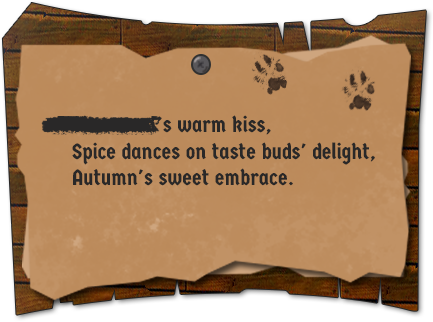 's warm kiss,
Spice dances on taste buds' delight,
Autumn's sweet embrace.